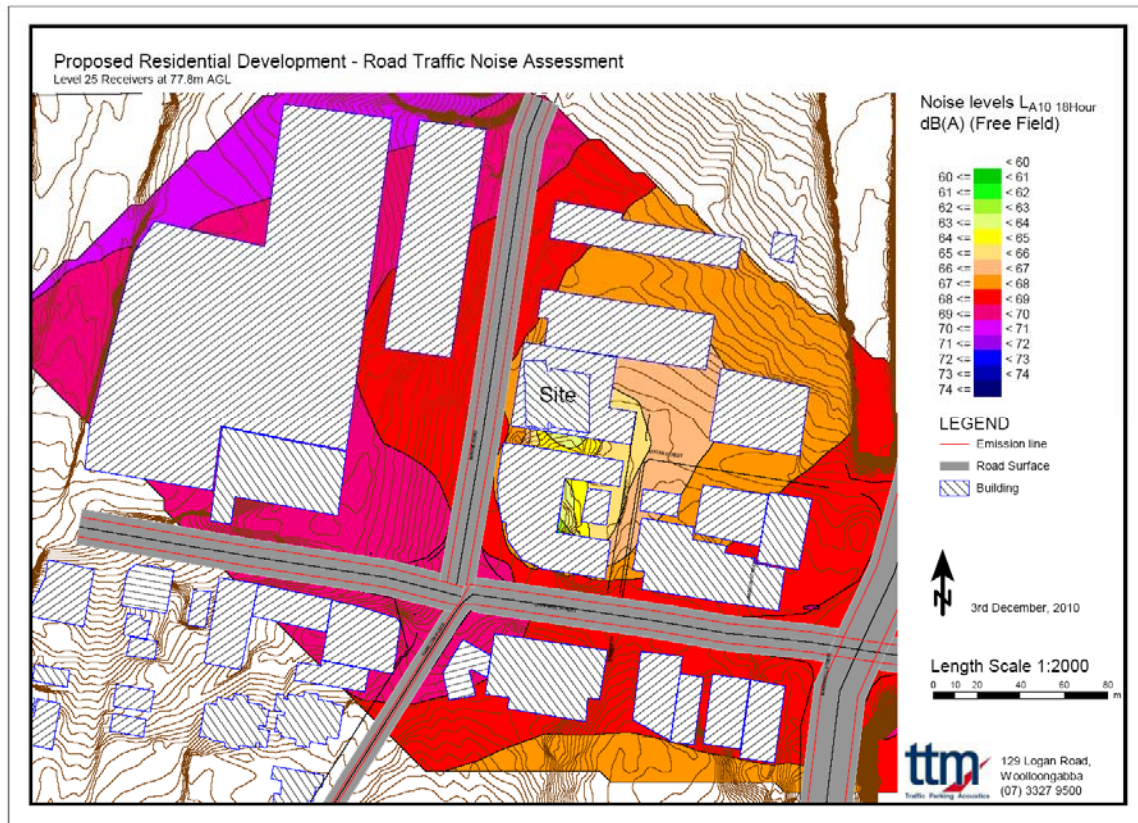 Proposed Residential Development - Road Traffic Noise Assessment
Level 25 Receivers at 77.8m AGL
Noise levels LA10 18Hour
dB(A) (Free Field)
< 60
60 <= < 61
61 <= < 62
62 <= < 63
63 <= < 64
64 <= < 65
65 <= < 66
66 <= < 67
67 <= < 68
68 <= < 69
69 <= < 70
70 <= < 71
71 <= < 72
72 <= < 73
73 <= < 74
74 <=
Site
LEGEND
Emission line
Road Surface
Building
N
3rd December, 2010
Length Scale 1:2000
0 10 20 40 60 80
m
ttm
Traffic Parking Acoustics
129 Logan Road,
Woolloongabba
(07) 3327 9500